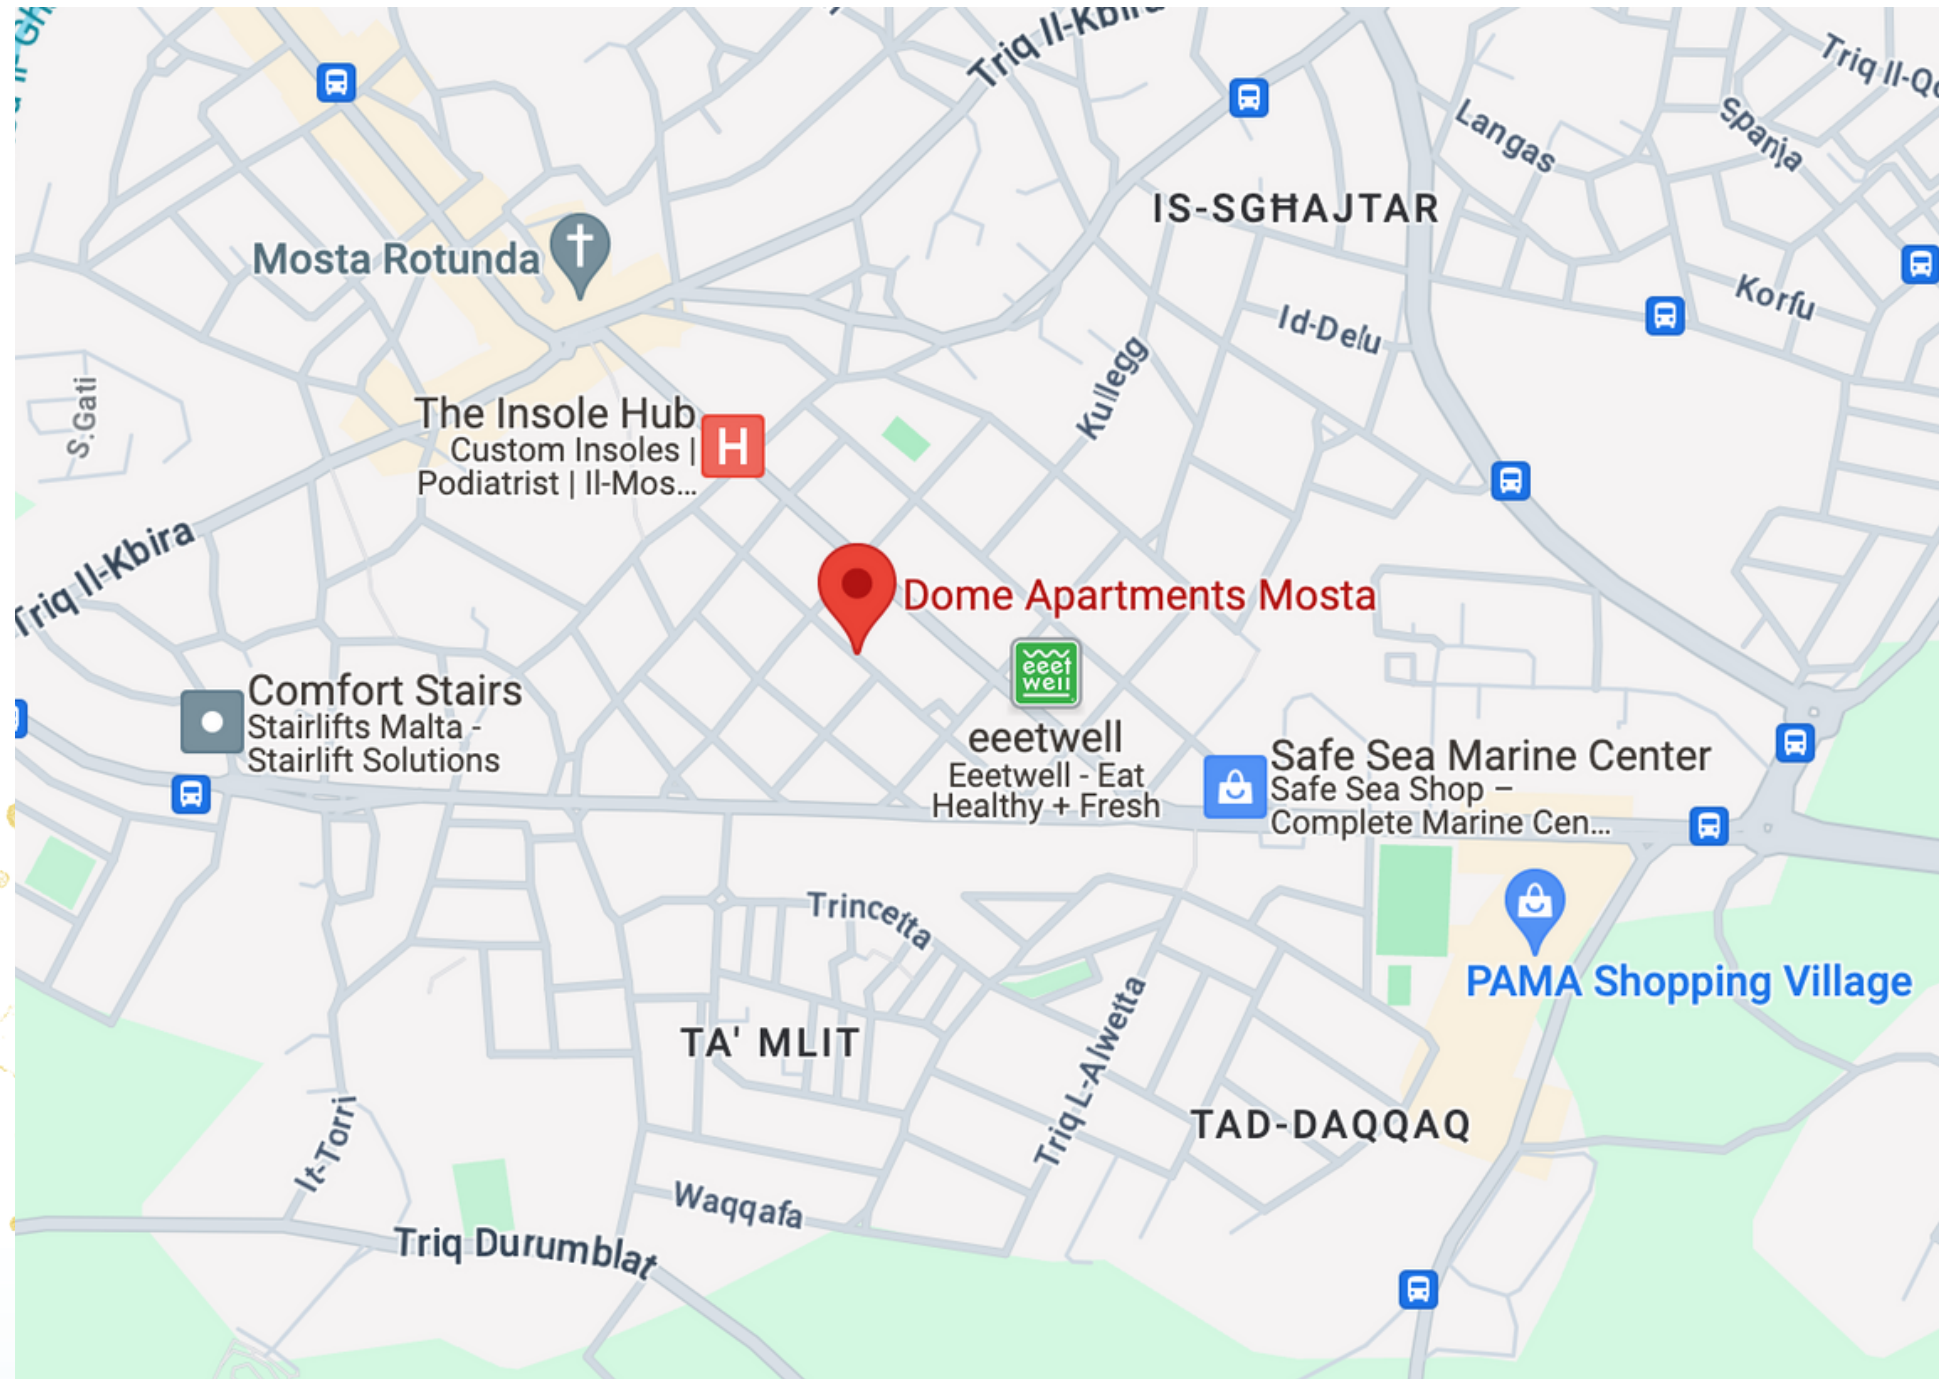 Triq Il-Kbira
Triq Il-Q
Langas
Spanja
IS-SGĦAJTAR
Mosta Rotunda
Korfu
Id-Delu
Kullegg
S.Gati
The Insole Hub
Custom Insoles |
Podiatrist | Il-Mos...
H
Triq Il-Kbira
Dome Apartments Mosta
eeet
well
Comfort Stairs
Stairlifts Malta -
Stairlift Solutions
eeetwell
Eeetwell - Eat
Healthy + Fresh
Safe Sea Marine Center
Safe Sea Shop –
Complete Marine Cen...
Trinceíta
PAMA Shopping Village
TA' MLIT
Triq L-Alwetta
TAD-DAQQAQ
It-Torri
Waqqafa
Triq Durumblat